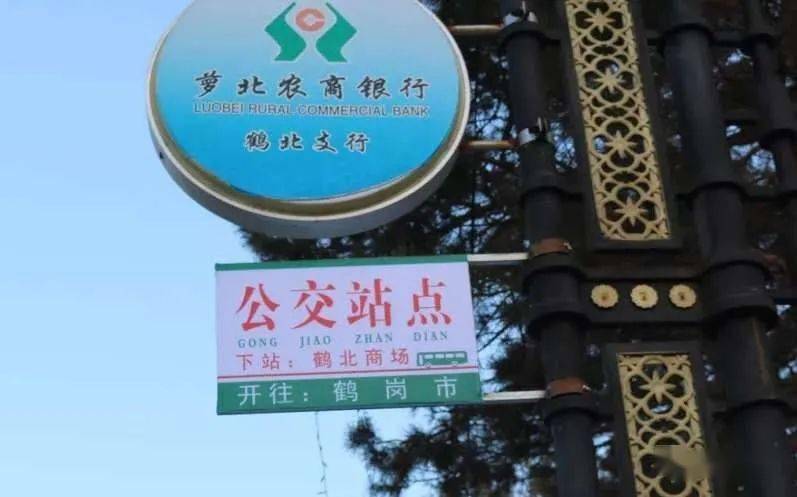 萝北农商银行
LUOBEI RURAL COMMERCIAL BANK
鹤北支行
公交站点
GONG JIAO ZHAN DIAN
下站：鹤北商场
开往：鹤岗市